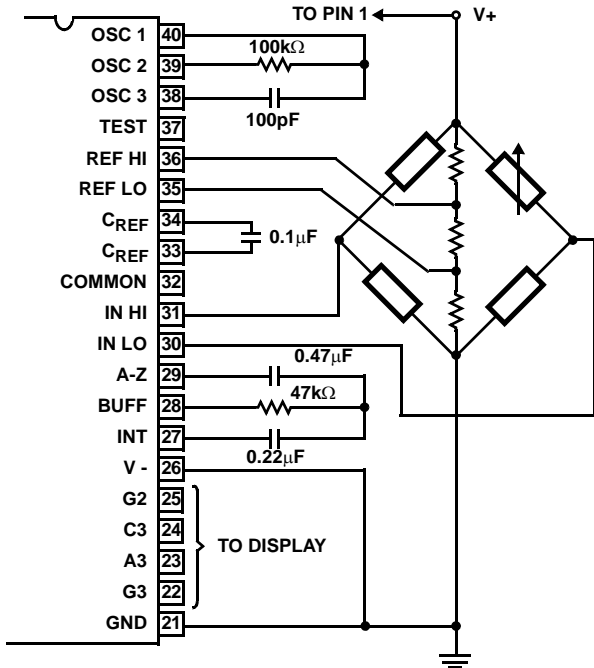 TO PIN 1 V+
OSC 1 40
100kΩ
OSC 2 39
OSC 3 38
100pF
TEST 37
REF HI 36
REF LO 35
CREF 34
0.1µF
CREF 33
COMMON 32
IN HI 31
IN LO 30
0.47µF
A-Z 29
47kΩ
BUFF 28
INT 27
0.22µF
V - 26
G2 25
C3 24
TO DISPLAY
A3 23
G3 22
GND 21